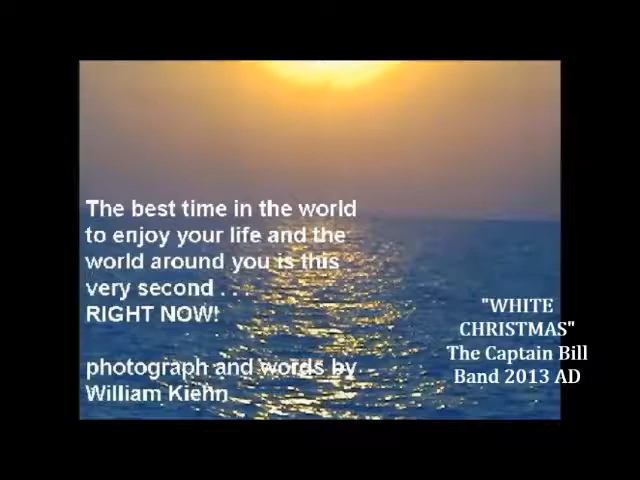 The best time in the world
to enjoy your life and the
world around you is this
very second . . .
RIGHT NOW!
photograph and words by
William Kiehn
"WHITE
CHRISTMAS"
The Captain Bill
Band 2013 AD